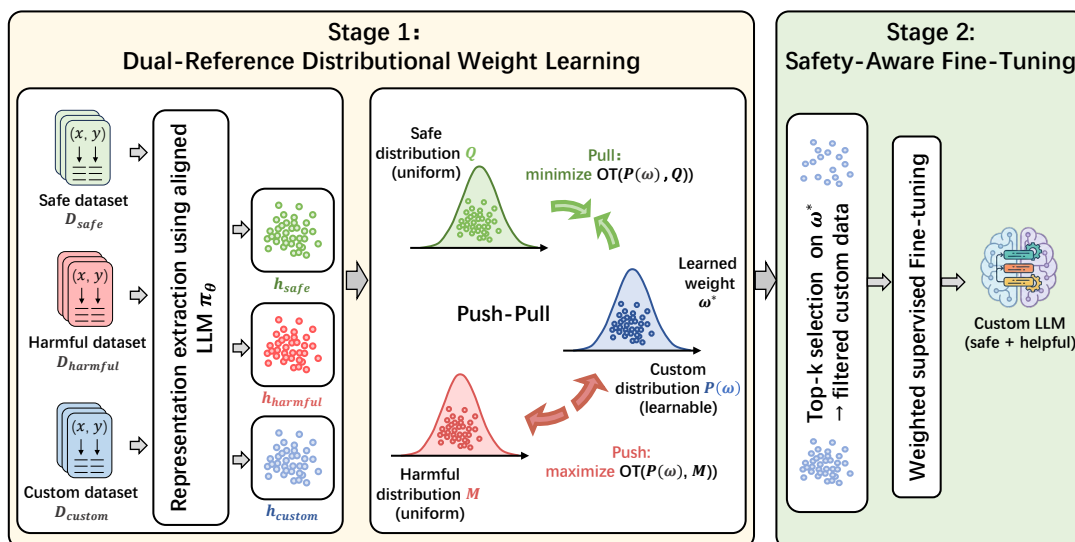 Stage 1:
Dual-Reference Distributional Weight Learning
(x, y)
Safe dataset
D_safe
(x, y)
Harmful dataset
D_harmful
(x, y)
Custom dataset
D_custom
Representation extraction using aligned
LLM π_θ
h_safe
h_harmful
h_custom
Safe
distribution Q
(uniform)
Pull:
minimize OT(P(ω) , Q))
Push-Pull
Learned
weight
ω*
Custom
distribution P(ω)
(learnable)
Harmful
distribution M
(uniform)
Push:
maximize OT(P(ω), M))
Stage 2:
Safety-Aware Fine-Tuning
Top-k selection on ω*
→ filtered custom data
Weighted supervised Fine-tuning
Custom LLM
(safe + helpful)